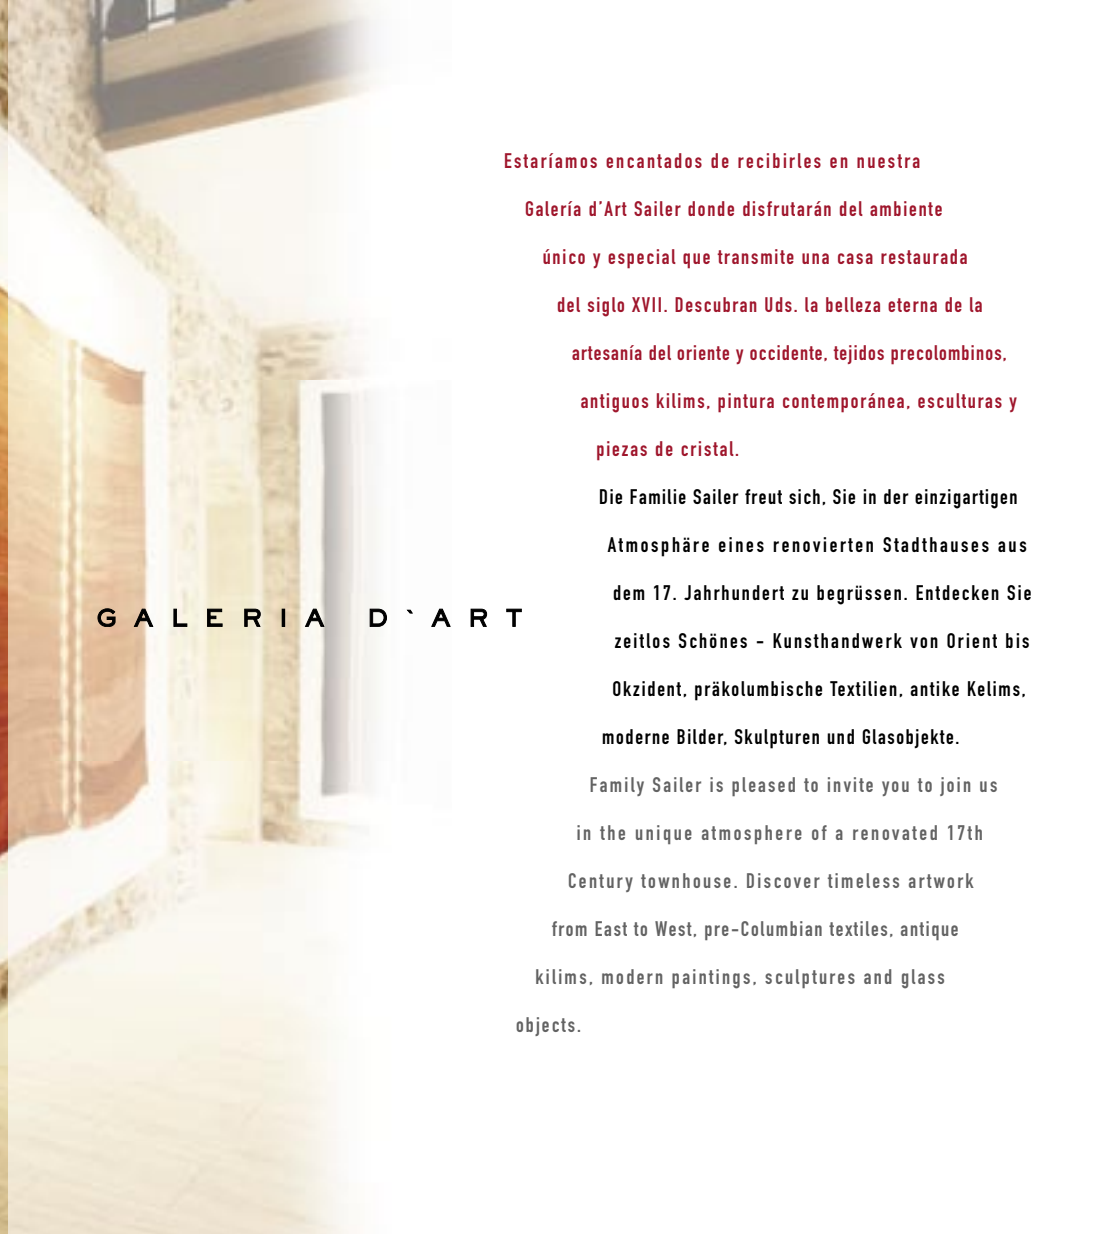 Estaríamos encantados de recibirles en nuestra
Galería d’Art Sailer donde disfrutarán del ambiente
único y especial que transmite una casa restaurada
del siglo XVII. Descubran Uds. la belleza eterna de la
artesanía del oriente y occidente, tejidos precolombinos,
antiguos kilims, pintura contemporánea, esculturas y
piezas de cristal.
Die Familie Sailer freut sich, Sie in der einzigartigen
Atmosphäre eines renovierten Stadthauses aus
dem 17. Jahrhundert zu begrüssen. Entdecken Sie
zeitlos Schönes - Kunsthandwerk von Orient bis
Okzident, präkolumbische Textilien, antike Kelims,
moderne Bilder, Skulpturen und Glasobjekte.
Family Sailer is pleased to invite you to join us
in the unique atmosphere of a renovated 17th
Century townhouse. Discover timeless artwork
from East to West, pre-Columbian textiles, antique
kilims, modern paintings, sculptures and glass
objects.
GALERIA D`ART